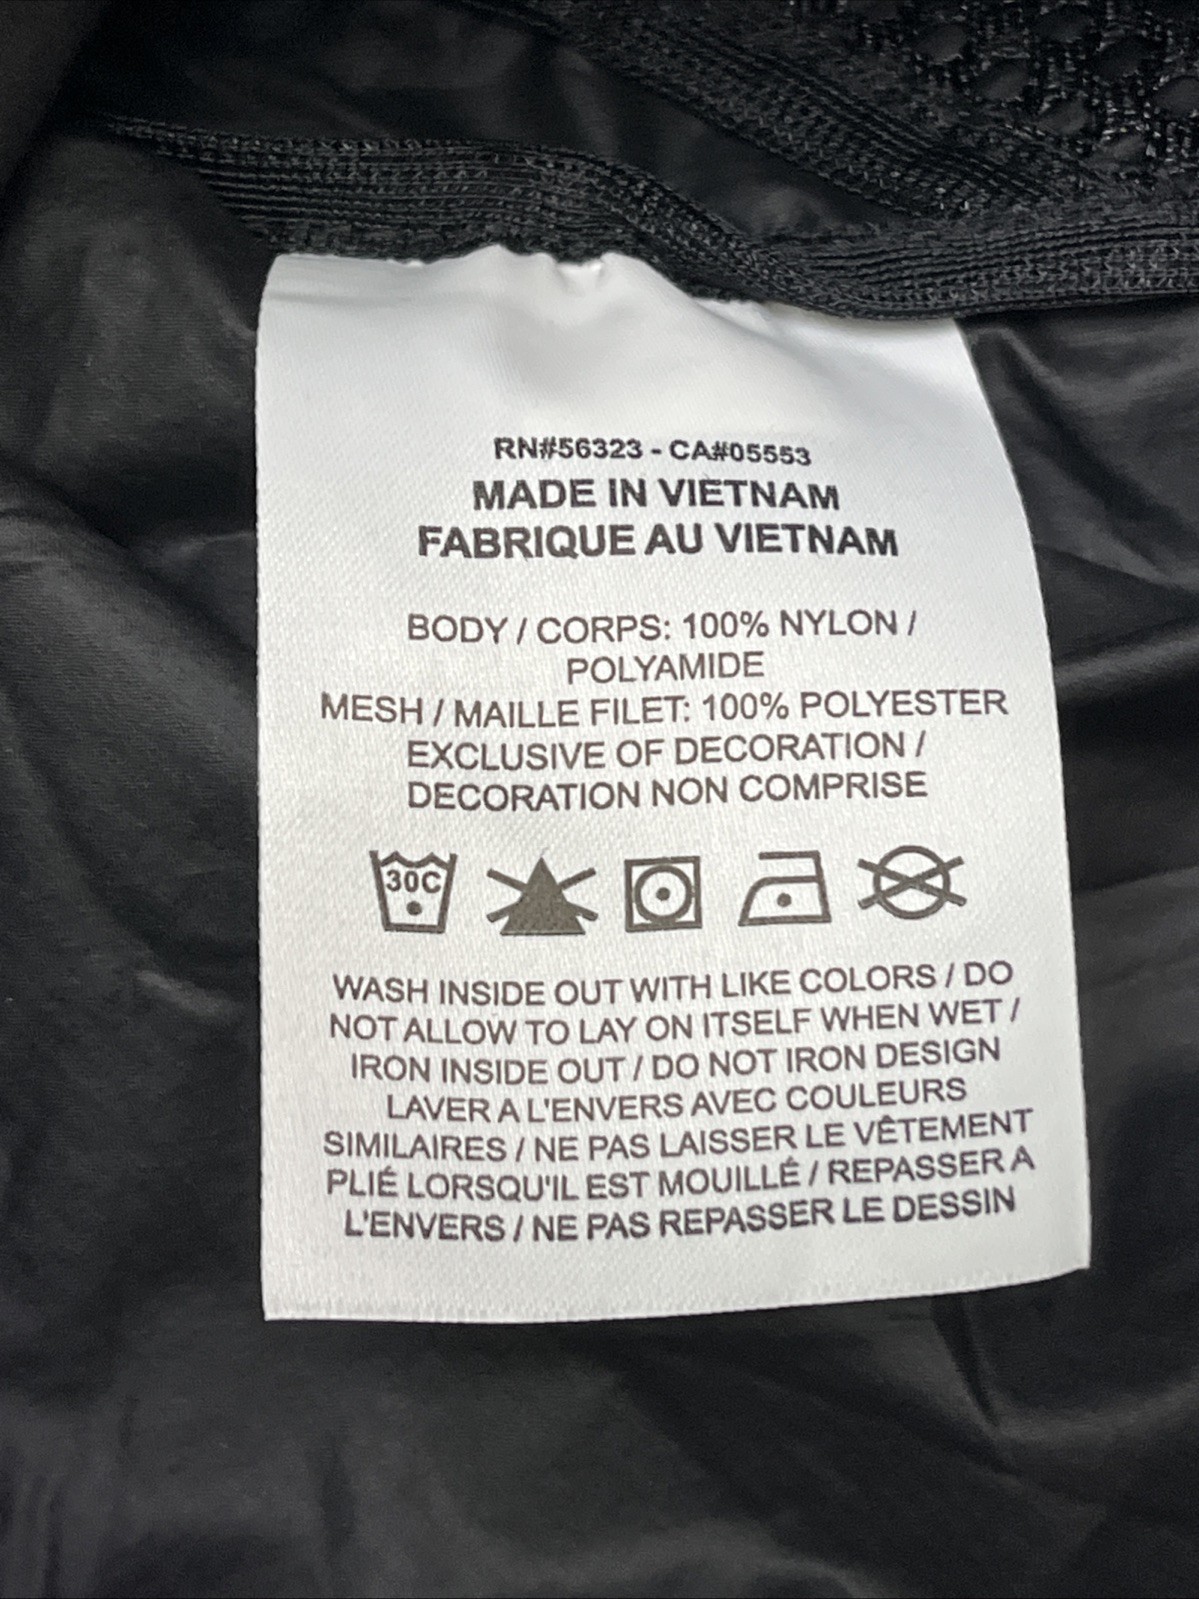 RN#56323 - CA#05553
MADE IN VIETNAM
FABRIQUE AU VIETNAM
BODY / CORPS: 100% NYLON /
POLYAMIDE
MESH / MAILLE FILET: 100% POLYESTER
EXCLUSIVE OF DECORATION /
DECORATION NON COMPRISE
30C
WASH INSIDE OUT WITH LIKE COLORS / DO
NOT ALLOW TO LAY ON ITSELF WHEN WET /
IRON INSIDE OUT / DO NOT IRON DESIGN
LAVER A L'ENVERS AVEC COULEURS
SIMILAIRES / NE PAS LAISSER LE VÊTEMENT
PLIÉ LORSQU'IL EST MOUILLÉ / REPASSER A
L'ENVERS / NE PAS REPASSER LE DESSIN